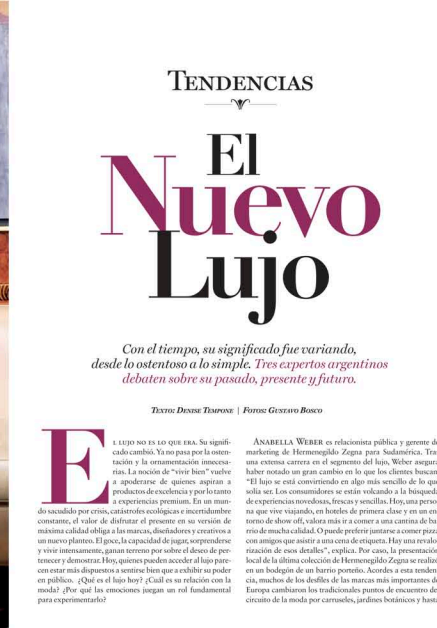 TENDENCIAS
El
Nuevo
Lujo
Con el tiempo, su significado fue variando,
desde lo ostentoso a lo simple. Tres expertos argentinos
debaten sobre su pasado, presente y futuro.
TEXTO: DENISE TEMPONE | FOTOS: GUSTAVO BOSCO
EL LUJO NO ES LO QUE ERA. Su signifi-
cado cambió. Ya no pasa por la osten-
tación y la ornamentación innecesa-
rias. La noción de “vivir bien” vuelve
a apoderarse de quienes aspiran a
productos de excelencia y por lo tanto
a experiencias premium. En un mun-
do sacudido por crisis, catástrofes ecológicas e incertidumbre
constante, el valor de disfrutar el presente en su versión de
máxima calidad obliga a las marcas, diseñadores y creativos a
un nuevo planteo. El goce, la capacidad de jugar, sorprenderse
y vivir intensamente, ganan terreno por sobre el deseo de per-
tenecer y demostrar. Hoy, quienes pueden acceder al lujo pare-
cen estar más dispuestos a sentirse bien que a exhibir su poder
en público. ¿Qué es el lujo hoy? ¿Cuál es su relación con la
moda? ¿Por qué las emociones juegan un rol fundamental
para experimentarlo?
ANABELLA WEBER es relacionista pública y gerente de
marketing de Hermenegildo Zegna para Sudamérica. Tras
una extensa carrera en el segmento del lujo, Weber asegura
haber notado un gran cambio en lo que los clientes buscan.
“El lujo se está convirtiendo en algo más sencillo de lo que
solía ser. Los consumidores se están volcando a la búsqueda
de experiencias novedosas, frescas y sencillas. Hoy, una perso-
na que vive viajando, en hoteles de primera clase y en un en-
torno de show off, valora más ir a comer a una cantina de ba-
rrio de mucha calidad. O puede preferir juntarse a comer pizza
con amigos que asistir a una cena de etiqueta. Hay una revalo-
rización de esos detalles”, explica. Por caso, la presentación
local de la última colección de Hermenegildo Zegna se realizó
en un bodegón de un barrio porteño. Acordes a esta tenden-
cia, muchos de los desfiles de las marcas más importantes de
Europa cambiaron los tradicionales puntos de encuentro del
circuito de la moda por carruseles, jardines botánicos y hasta